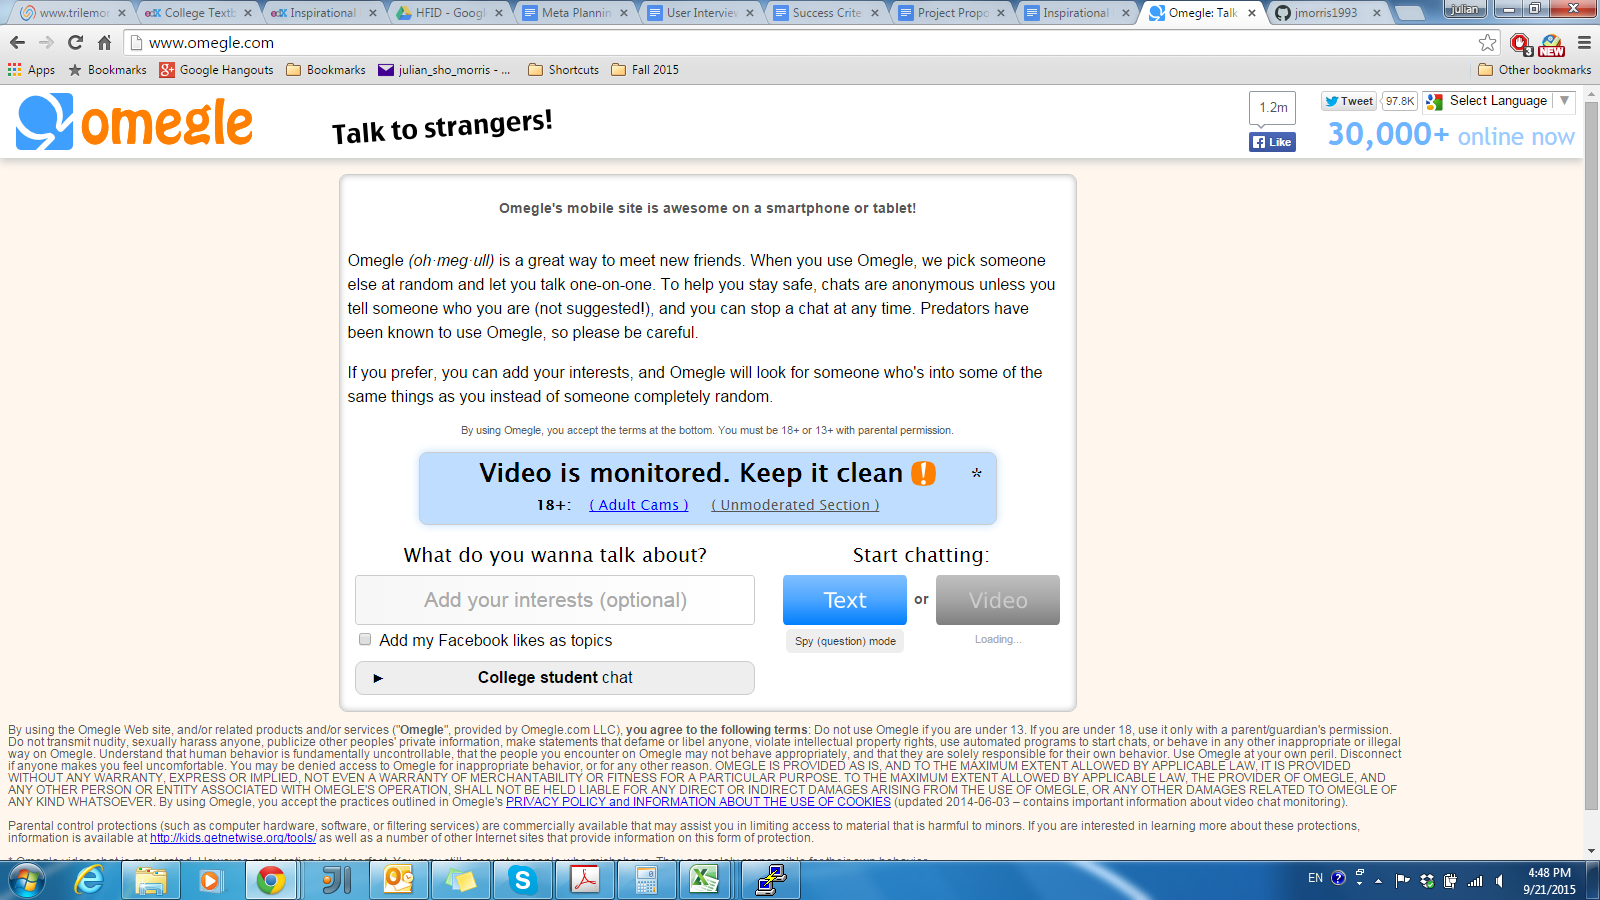 www.trilemor
College Textb
Inspirational
HFID - Googl
Meta Plannin
User Interview
Success Crite
Project Propo
Inspirational
Omegle: Talk
jmorris1993
julian
www.omegle.com
3
NEW
Apps
Bookmarks
Google Hangouts
Bookmarks
julian_sho_morris - ...
Shortcuts
Fall 2015
Other bookmarks
omegle
Talk to strangers!
1.2m
Like
Tweet
97.8K
Select Language
30,000+ online now
Omegle's mobile site is awesome on a smartphone or tablet!
Omegle (oh·meg·ull) is a great way to meet new friends. When you use Omegle, we pick someone
else at random and let you talk one-on-one. To help you stay safe, chats are anonymous unless you
tell someone who you are (not suggested!), and you can stop a chat at any time. Predators have
been known to use Omegle, so please be careful.
If you prefer, you can add your interests, and Omegle will look for someone who's into some of the
same things as you instead of someone completely random.
By using Omegle, you accept the terms at the bottom. You must be 18+ or 13+ with parental permission.
Video is monitored. Keep it clean ! *
18+: ( Adult Cams ) ( Unmoderated Section )
What do you wanna talk about?
Start chatting:
Add your interests (optional)
Text or Video
Add my Facebook likes as topics
Spy (question) mode
Loading...
College student chat
By using the Omegle Web site, and/or related products and/or services ("Omegle", provided by Omegle.com LLC), you agree to the following terms: Do not use Omegle if you are under 13. If you are under 18, use it only with a parent/guardian's permission.
Do not transmit nudity, sexually harass anyone, publicize other peoples' private information, make statements that defame or libel anyone, violate intellectual property rights, use automated programs to start chats, or behave in any other inappropriate or illegal
way on Omegle. Understand that human behavior is fundamentally uncontrollable, that the people you encounter on Omegle may not behave appropriately, and that they are solely responsible for their own behavior. Use Omegle at your own peril. Disconnect
if anyone makes you feel uncomfortable. You may be denied access to Omegle for inappropriate behavior, or for any other reason. OMEGLE IS PROVIDED AS IS, AND TO THE MAXIMUM EXTENT ALLOWED BY APPLICABLE LAW, IT IS PROVIDED
WITHOUT ANY WARRANTY, EXPRESS OR IMPLIED, NOT EVEN A WARRANTY OF MERCHANTABILITY OR FITNESS FOR A PARTICULAR PURPOSE. TO THE MAXIMUM EXTENT ALLOWED BY APPLICABLE LAW, THE PROVIDER OF OMEGLE, AND
ANY OTHER PERSON OR ENTITY ASSOCIATED WITH OMEGLE'S OPERATION, SHALL NOT BE HELD LIABLE FOR ANY DIRECT OR INDIRECT DAMAGES ARISING FROM THE USE OF OMEGLE, OR ANY OTHER DAMAGES RELATED TO OMEGLE OF
ANY KIND WHATSOEVER. By using Omegle, you accept the practices outlined in Omegle's PRIVACY POLICY and INFORMATION ABOUT THE USE OF COOKIES (updated 2014-06-03 – contains important information about video chat monitoring).
Parental control protections (such as computer hardware, software, or filtering services) are commercially available that may assist you in limiting access to material that is harmful to minors. If you are interested in learning more about these protections,
information is available at http://kids.getnetwise.org/tools/ as well as a number of other Internet sites that provide information on this form of protection.
EN
4:48 PM
9/21/2015